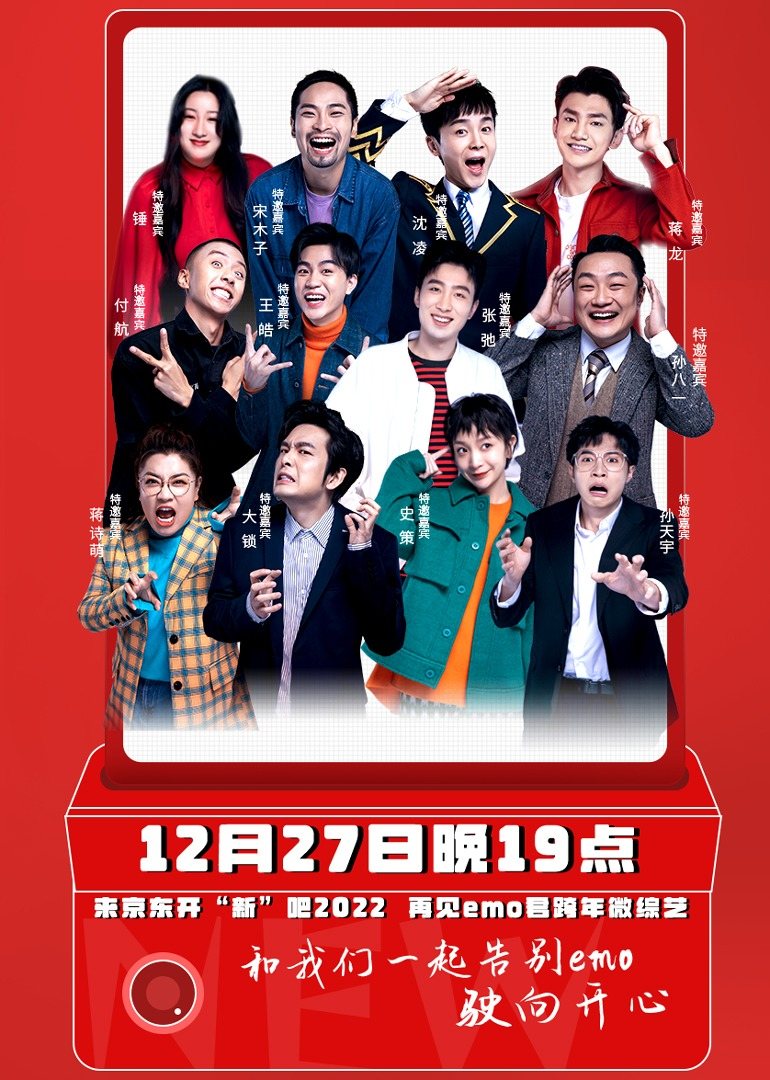 锤
特邀嘉宾
宋木子
特邀嘉宾
沈凌
特邀嘉宾
蒋龙
特邀嘉宾
付航
特邀嘉宾
王皓
特邀嘉宾
张弛
特邀嘉宾
孙八一
特邀嘉宾
蒋诗萌
特邀嘉宾
大锁
特邀嘉宾
史策
特邀嘉宾
孙天宇
特邀嘉宾
12月27日晚19点
来京东开“新”吧2022 再见emo君跨年微综艺
和我们一起告别emo
驶向开心
NEW